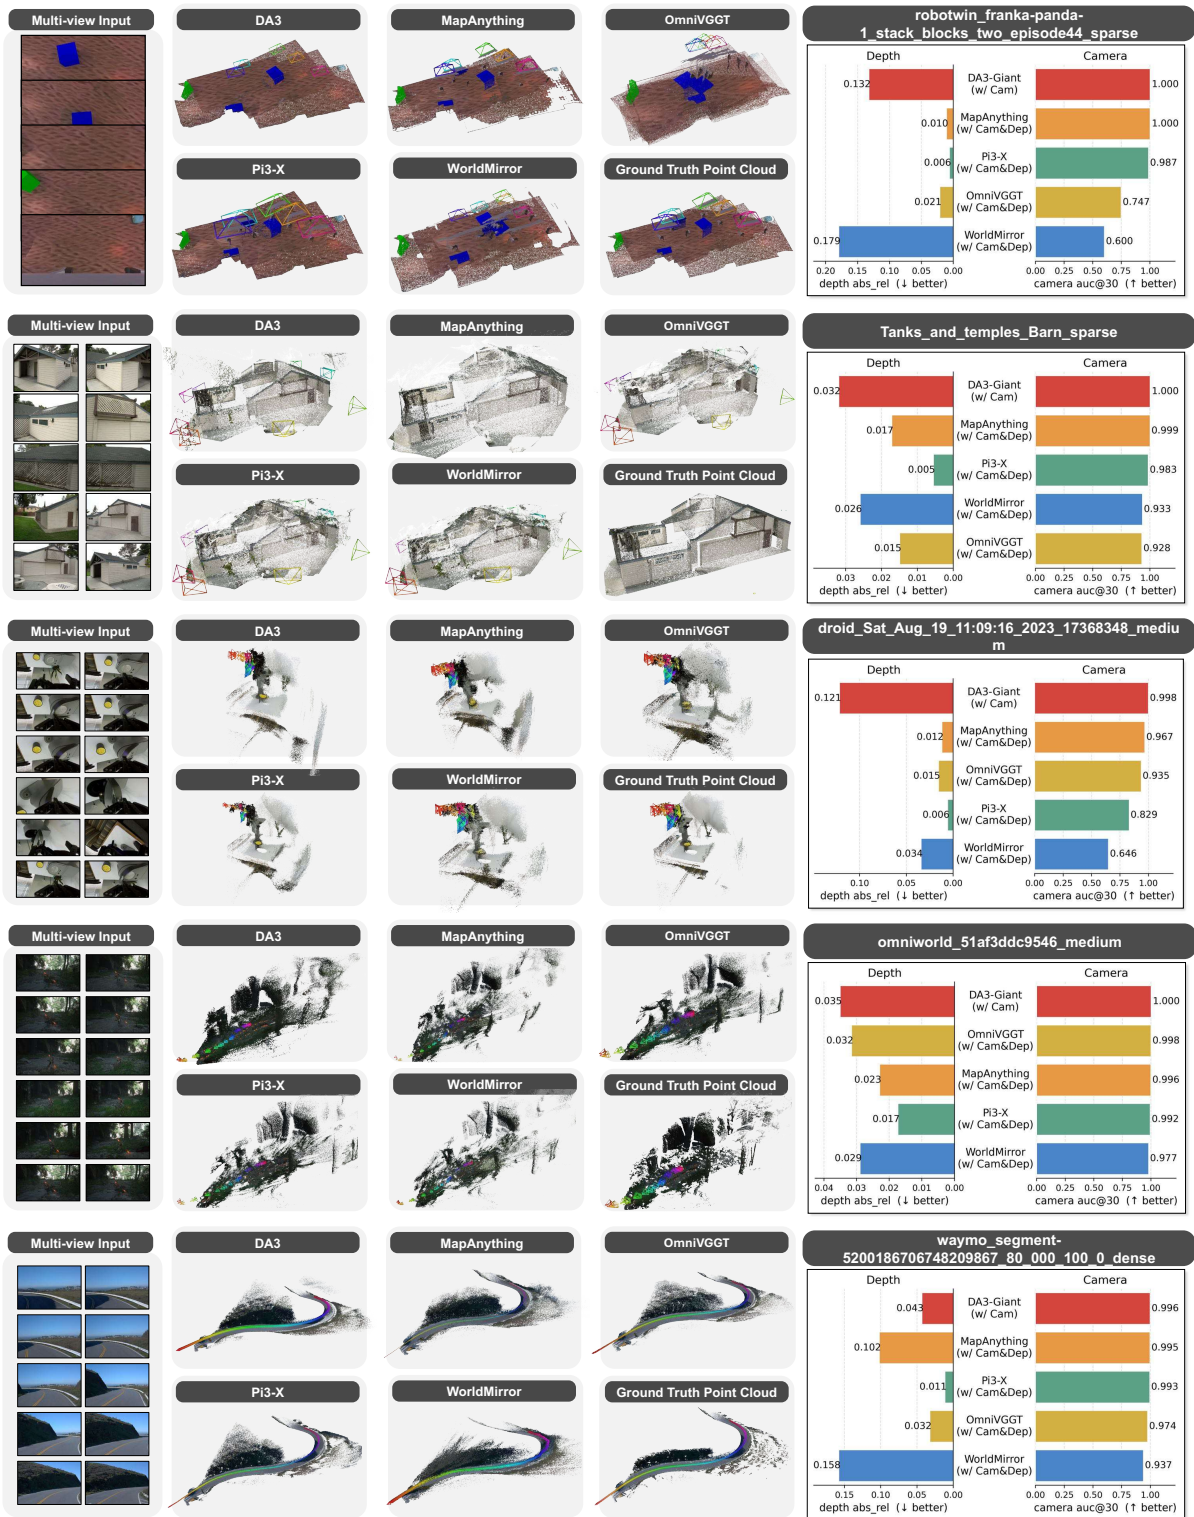 Multi-view Input
DA3
MapAnything
OmniVGGT
Pi3-X
WorldMirror
Ground Truth Point Cloud
robotwin_franka-panda-
1_stack_blocks_two_episode44_sparse
Depth
Camera
0.132
DA3-Giant
(w/ Cam)
1.000
0.010
MapAnything
(w/ Cam&Dep)
1.000
0.006
Pi3-X
(w/ Cam&Dep)
0.987
0.021
OmniVGGT
(w/ Cam&Dep)
0.747
0.179
WorldMirror
(w/ Cam&Dep)
0.600
0.20 0.15 0.10 0.05 0.00
0.00 0.25 0.50 0.75 1.00
depth abs_rel (↓ better)
camera auc@30 (↑ better)
Multi-view Input
DA3
MapAnything
OmniVGGT
Pi3-X
WorldMirror
Ground Truth Point Cloud
Tanks_and_temples_Barn_sparse
Depth
Camera
0.032
DA3-Giant
(w/ Cam)
1.000
0.017
MapAnything
(w/ Cam&Dep)
0.999
0.005
Pi3-X
(w/ Cam&Dep)
0.983
0.026
WorldMirror
(w/ Cam&Dep)
0.933
0.015
OmniVGGT
(w/ Cam&Dep)
0.928
0.03 0.02 0.01 0.00
0.00 0.25 0.50 0.75 1.00
depth abs_rel (↓ better)
camera auc@30 (↑ better)
Multi-view Input
DA3
MapAnything
OmniVGGT
Pi3-X
WorldMirror
Ground Truth Point Cloud
droid_Sat_Aug_19_11:09:16_2023_17368348_mediu
m
Depth
Camera
0.121
DA3-Giant
(w/ Cam)
0.998
0.012
MapAnything
(w/ Cam&Dep)
0.967
0.015
OmniVGGT
(w/ Cam&Dep)
0.935
0.006
Pi3-X
(w/ Cam&Dep)
0.829
0.034
WorldMirror
(w/ Cam&Dep)
0.646
0.10 0.05 0.00
0.00 0.25 0.50 0.75 1.00
depth abs_rel (↓ better)
camera auc@30 (↑ better)
Multi-view Input
DA3
MapAnything
OmniVGGT
Pi3-X
WorldMirror
Ground Truth Point Cloud
omniworld_51af3ddc9546_medium
Depth
Camera
0.035
DA3-Giant
(w/ Cam)
1.000
0.032
OmniVGGT
(w/ Cam&Dep)
0.998
0.023
MapAnything
(w/ Cam&Dep)
0.996
0.017
Pi3-X
(w/ Cam&Dep)
0.992
0.029
WorldMirror
(w/ Cam&Dep)
0.977
0.04 0.03 0.02 0.01 0.00
0.00 0.25 0.50 0.75 1.00
depth abs_rel (↓ better)
camera auc@30 (↑ better)
Multi-view Input
DA3
MapAnything
OmniVGGT
Pi3-X
WorldMirror
Ground Truth Point Cloud
waymo_segment-
5200186706748209867_80_000_100_0_dense
Depth
Camera
0.043
DA3-Giant
(w/ Cam)
0.996
0.102
MapAnything
(w/ Cam&Dep)
0.995
0.011
Pi3-X
(w/ Cam&Dep)
0.993
0.032
OmniVGGT
(w/ Cam&Dep)
0.974
0.158
WorldMirror
(w/ Cam&Dep)
0.937
0.15 0.10 0.05 0.00
0.00 0.25 0.50 0.75 1.00
depth abs_rel (↓ better)
camera auc@30 (↑ better)